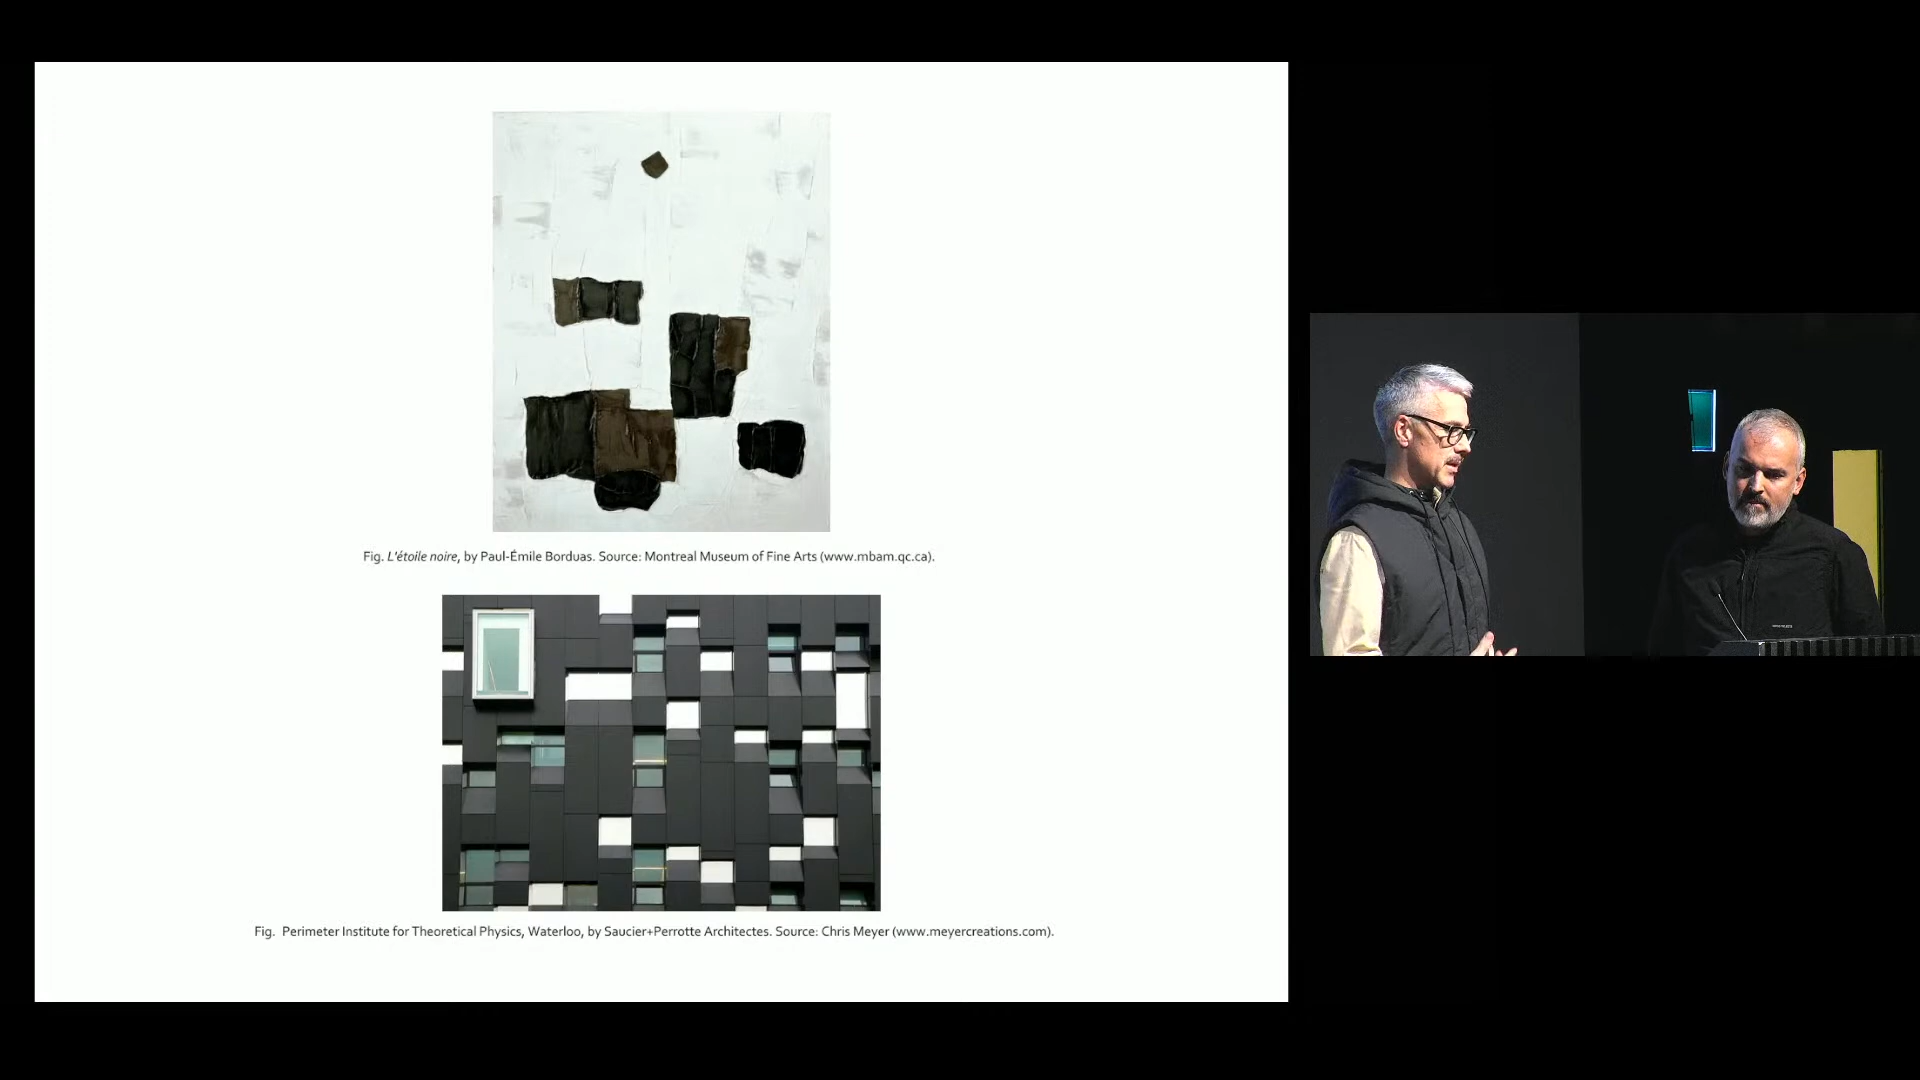 Fig. L'étoile noire, by Paul-Émile Borduas. Source: Montreal Museum of Fine Arts (www.mbam.qc.ca).
Fig. Perimeter Institute for Theoretical Physics, Waterloo, by Saucier+Perrotte Architectes. Source: Chris Meyer (www.meyercreations.com).